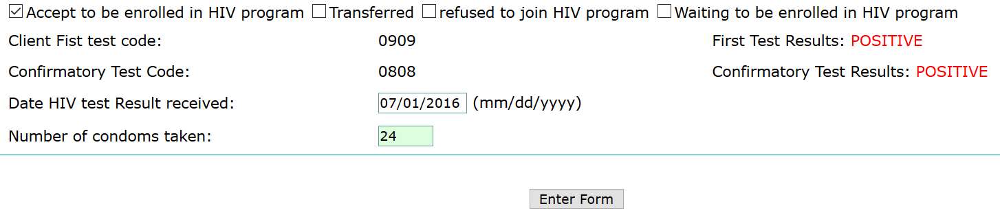 Accept to be enrolled in HIV program Transferred refused to join HIV program Waiting to be enrolled in HIV program
Client Fist test code: 0909 First Test Results: POSITIVE
Confirmatory Test Code: 0808 Confirmatory Test Results: POSITIVE
Date HIV test Result received: 07/01/2016 (mm/dd/yyyy)
Number of condoms taken: 24
Enter Form